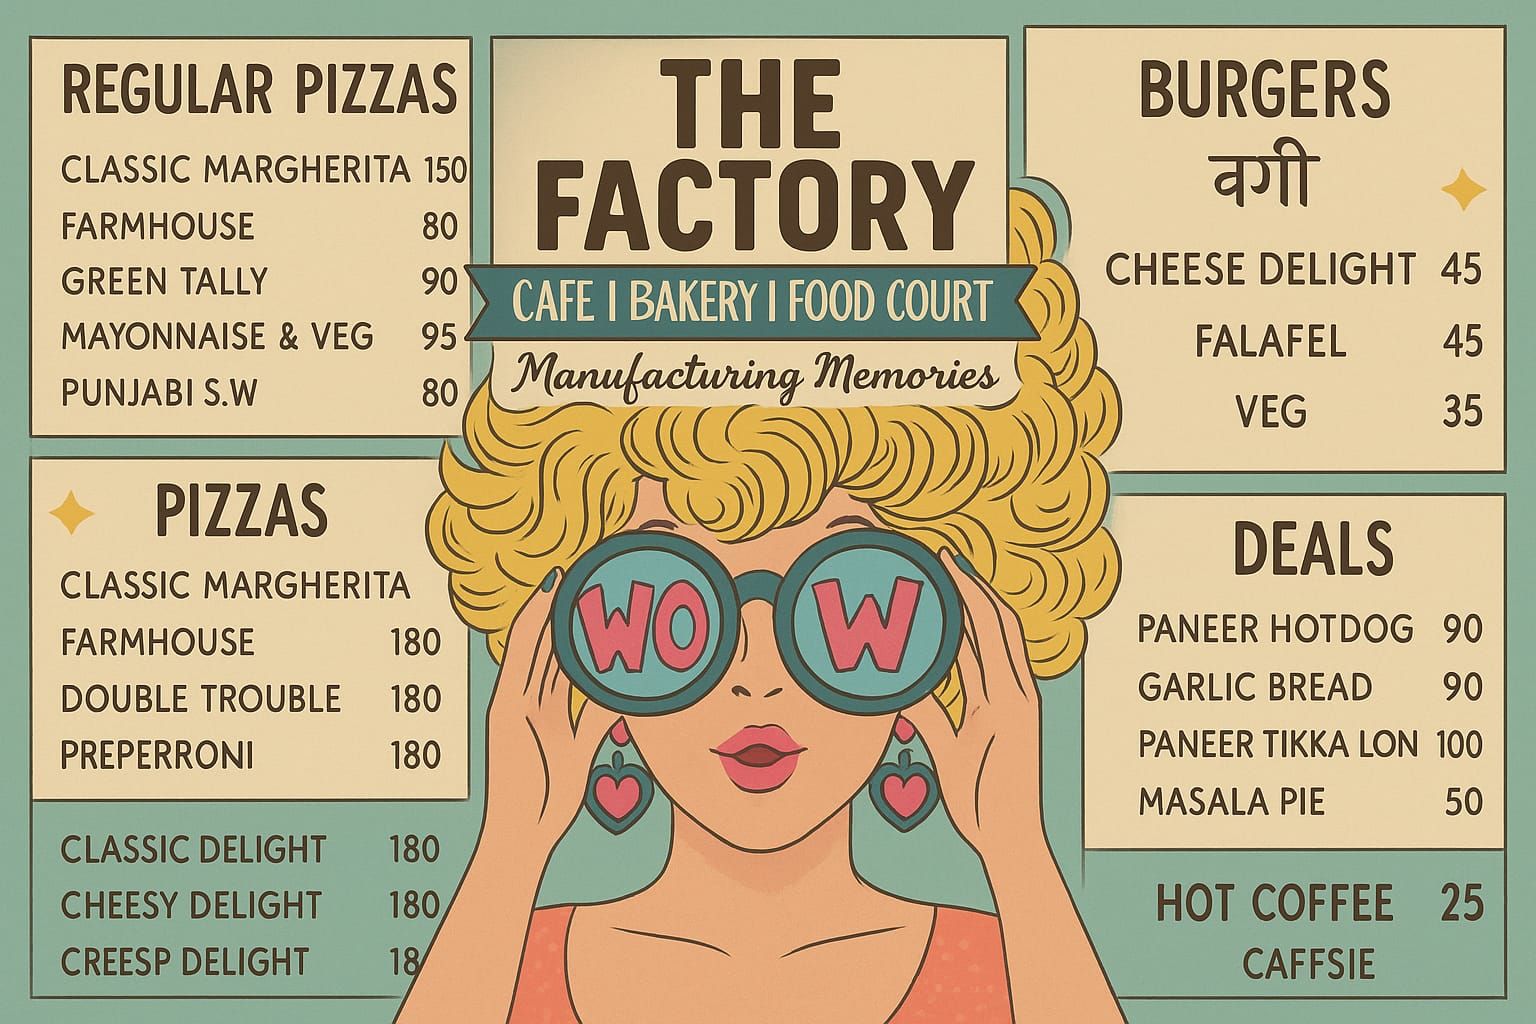 REGULAR PIZZAS
CLASSIC MARGHERITA 150
FARMHOUSE 80
GREEN TALLY 90
MAYONNAISE & VEG 95
PUNJABI S.W 80
PIZZAS
CLASSIC MARGHERITA
FARMHOUSE 180
DOUBLE TROUBLE 180
PREPERRONI 180
CLASSIC DELIGHT 180
CHEESY DELIGHT 180
CREESP DELIGHT
THE
FACTORY
CAFE | BAKERY | FOOD COURT
Manufacturing Memories
WO W
BURGERS
वगी
CHEESE DELIGHT 45
FALAFEL 45
VEG 35
DEALS
PANEER HOTDOG 90
GARLIC BREAD 90
PANEER TIKKA LON 100
MASALA PIE 50
HOT COFFEE 25
CAFFSIE